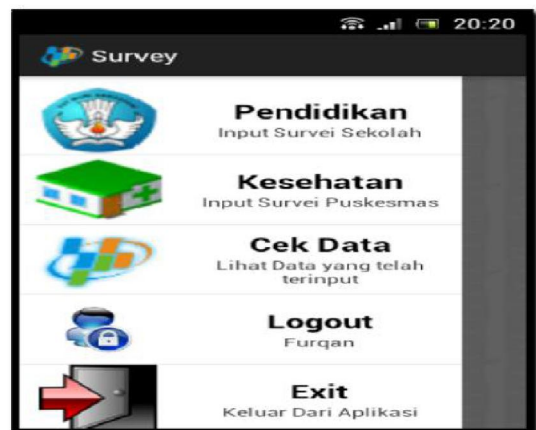 20:20
Survey
Pendidikan
Input Survei Sekolah
Kesehatan
Input Survei Puskesmas
Cek Data
Lihat Data yang telah
terinput
Logout
Furqan
Exit
Keluar Dari Aplikasi